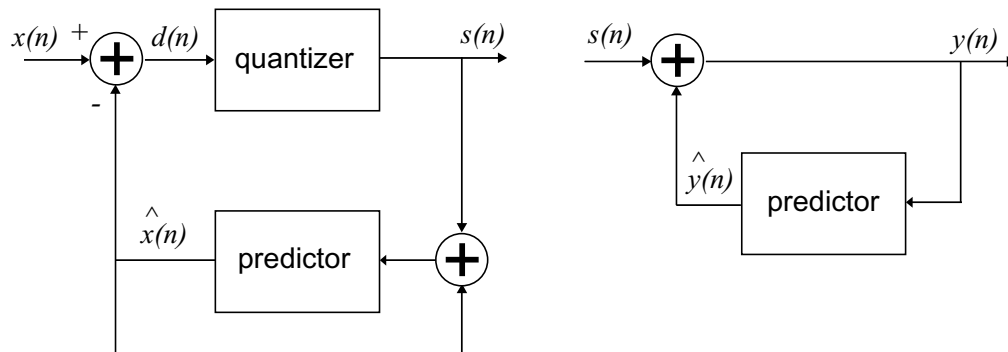 x(n) + d(n) quantizer s(n)
-
x̂(n) predictor
s(n) y(n)
ŷ(n) predictor